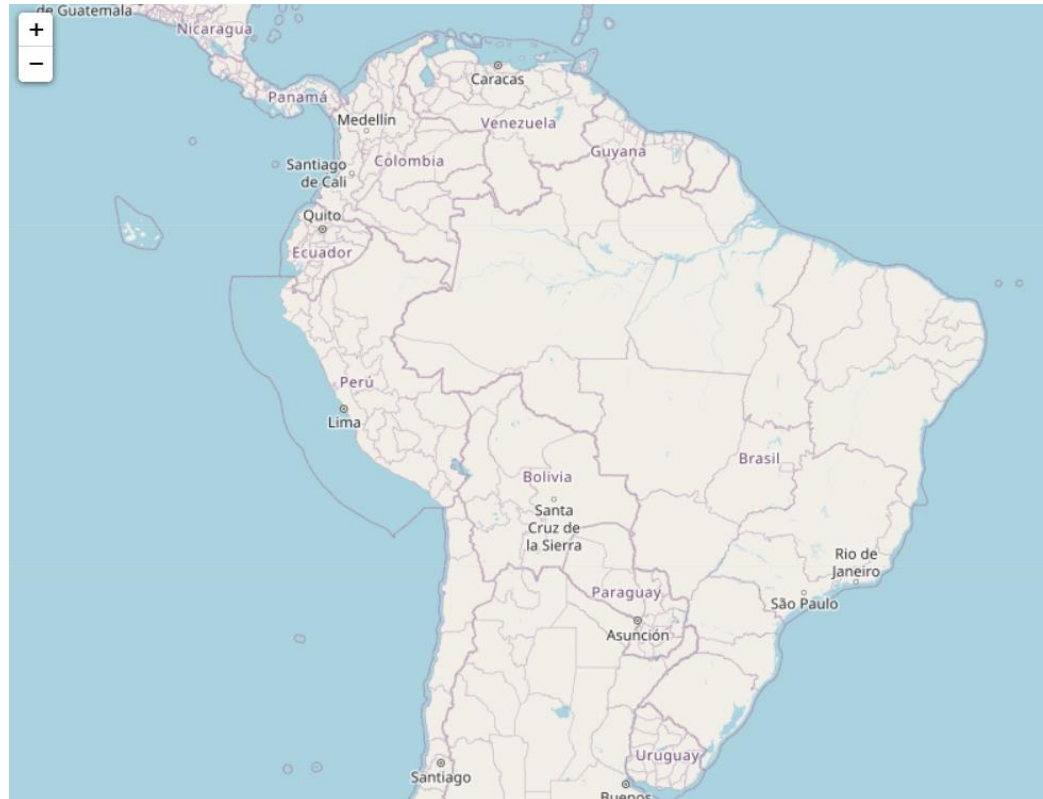 de Guatemala
+
−
Nicaragua
Caracas
Panamá
Medellín
Venezuela
Guyana
Santiago
de Cali
Colombia
Quito
Ecuador
Perú
Lima
Brasil
Bolivia
Santa
Cruz de
la Sierra
Rio de
Janeiro
Paraguay
São Paulo
Asunción
Uruguay
Santiago
Buenos